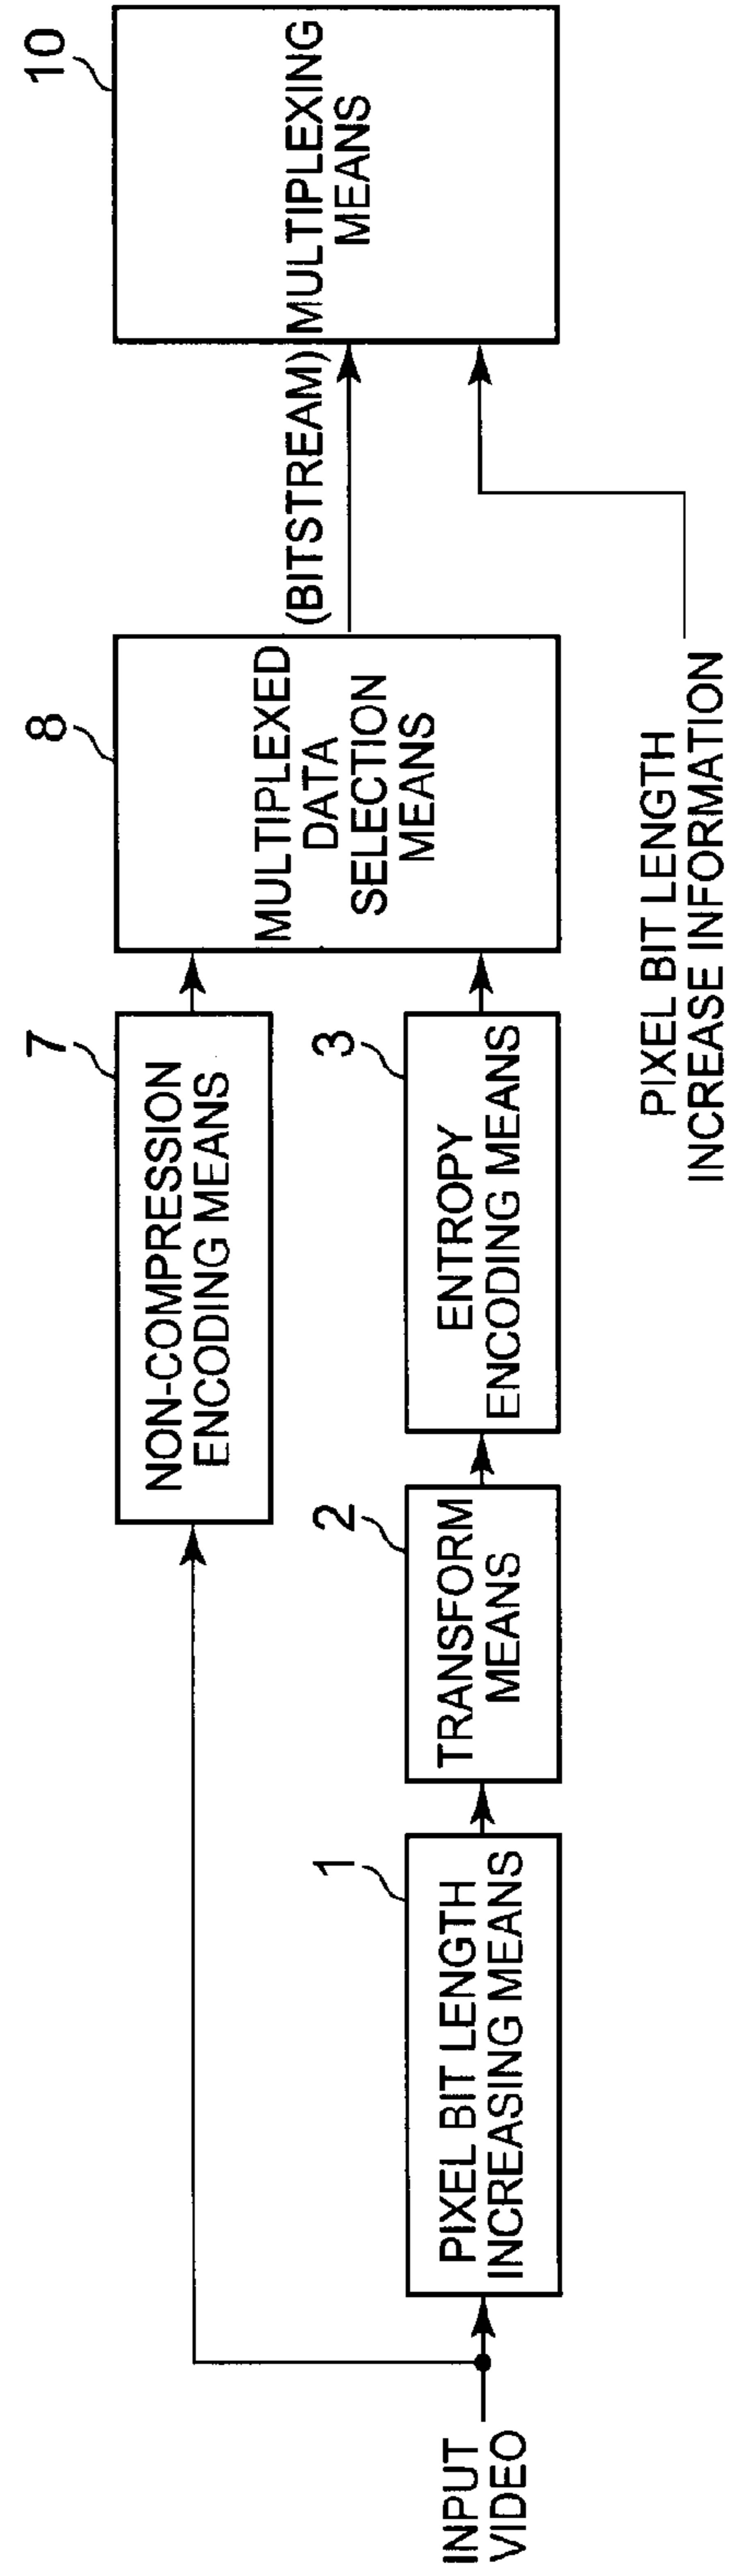 INPUT
VIDEO
1
PIXEL BIT LENGTH
INCREASING MEANS
2
TRANSFORM
MEANS
3
ENTROPY
ENCODING MEANS
7
NON-COMPRESSION
ENCODING MEANS
8
MULTIPLEXED
DATA
SELECTION
MEANS
(BITSTREAM)
10
MULTIPLEXING
MEANS
PIXEL BIT LENGTH
INCREASE INFORMATION